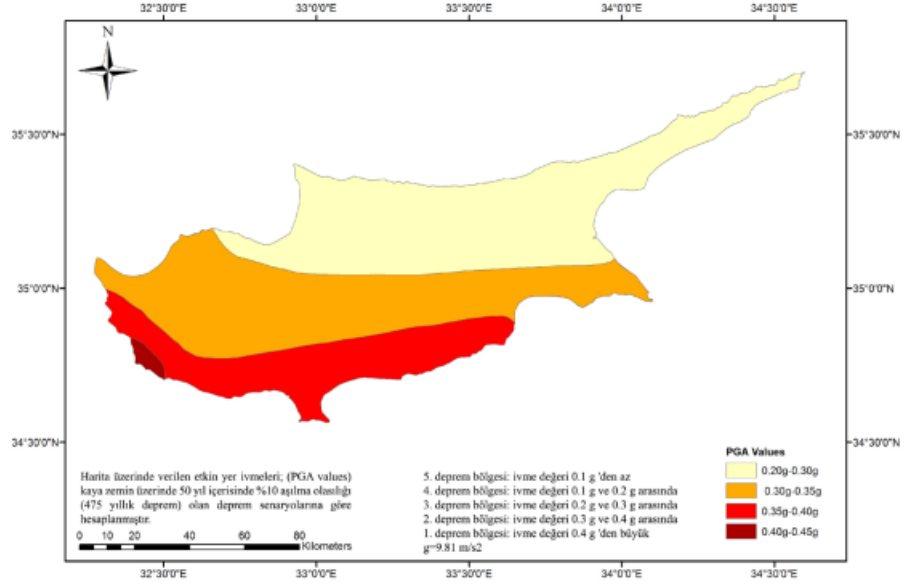 32°30'0"E 33°0'0"E 33°30'0"E 34°0'0"E 34°30'0"E
N
35°30'0"N 35°30'0"N
35°0'0"N 35°0'0"N
34°30'0"N 34°30'0"N
Harita üzerinde verilen etkin yer ivmeleri; (PGA values)
kaya zemin üzerinde 50 yıl içerisinde %10 aşılma olasılığı
(475 yıllık deprem) olan deprem senaryolarına göre
hesaplanmıştır.
0 10 20 40 60 80
Kilometers
5. deprem bölgesi: ivme değeri 0.1 g 'den az
4. deprem bölgesi: ivme değeri 0.1 g ve 0.2 g arasında
3. deprem bölgesi: ivme değeri 0.2 g ve 0.3 g arasında
2. deprem bölgesi: ivme değeri 0.3 g ve 0.4 g arasında
1. deprem bölgesi: ivme değeri 0.4 g 'den büyük
g=9.81 m/s2
PGA Values
0.20g-0.30g
0.30g-0.35g
0.35g-0.40g
0.40g-0.45g
32°30'0"E 33°0'0"E 33°30'0"E 34°0'0"E 34°30'0"E